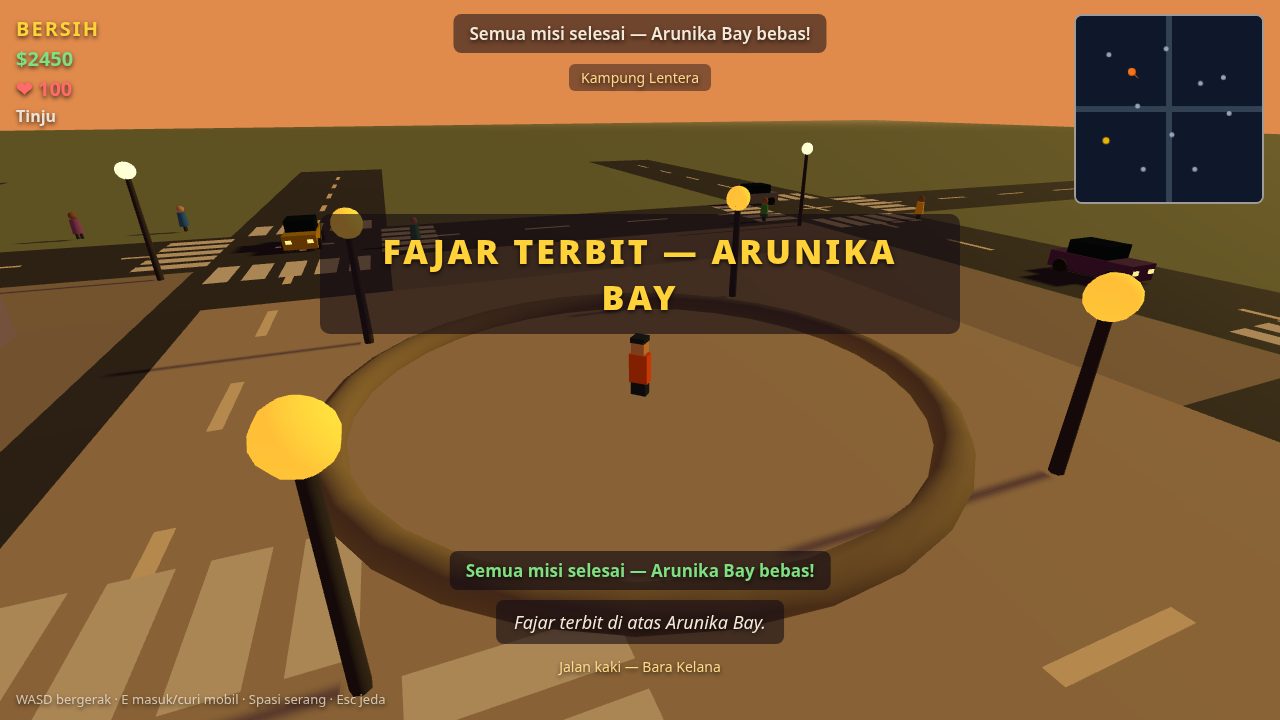 BERSIH
$2450
❤ 100
Tinju
Semua misi selesai — Arunika Bay bebas!
Kampung Lentera
FAJAR TERBIT — ARUNIKA
BAY
Semua misi selesai — Arunika Bay bebas!
Fajar terbit di atas Arunika Bay.
Jalan kaki — Bara Kelana
WASD bergerak · E masuk/curi mobil · Spasi serang · Esc jeda